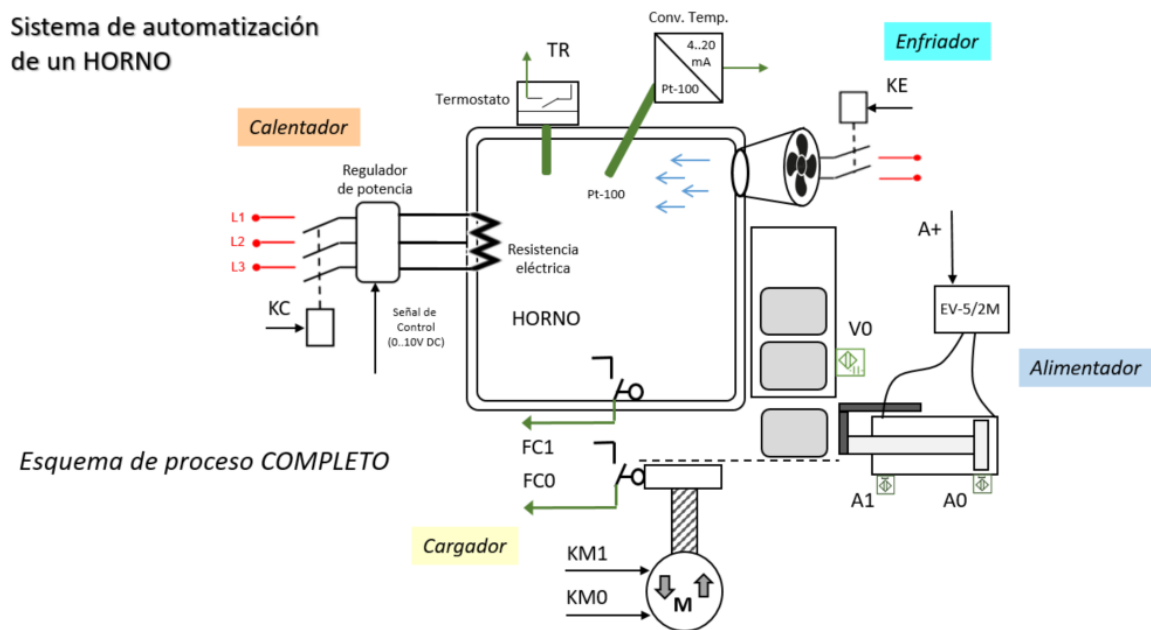 Sistema de automatización
de un HORNO
Conv. Temp.
4..20
mA
Pt-100
TR
Termostato
Enfriador
KE
Calentador
Regulador
de potencia
Pt-100
L1
L2
L3
Resistencia
eléctrica
A+
KC
Señal de
Control
(0..10V DC)
HORNO
EV-5/2M
V0
Alimentador
FC1
Esquema de proceso COMPLETO
FC0
A1
A0
Cargador
KM1
KM0
M